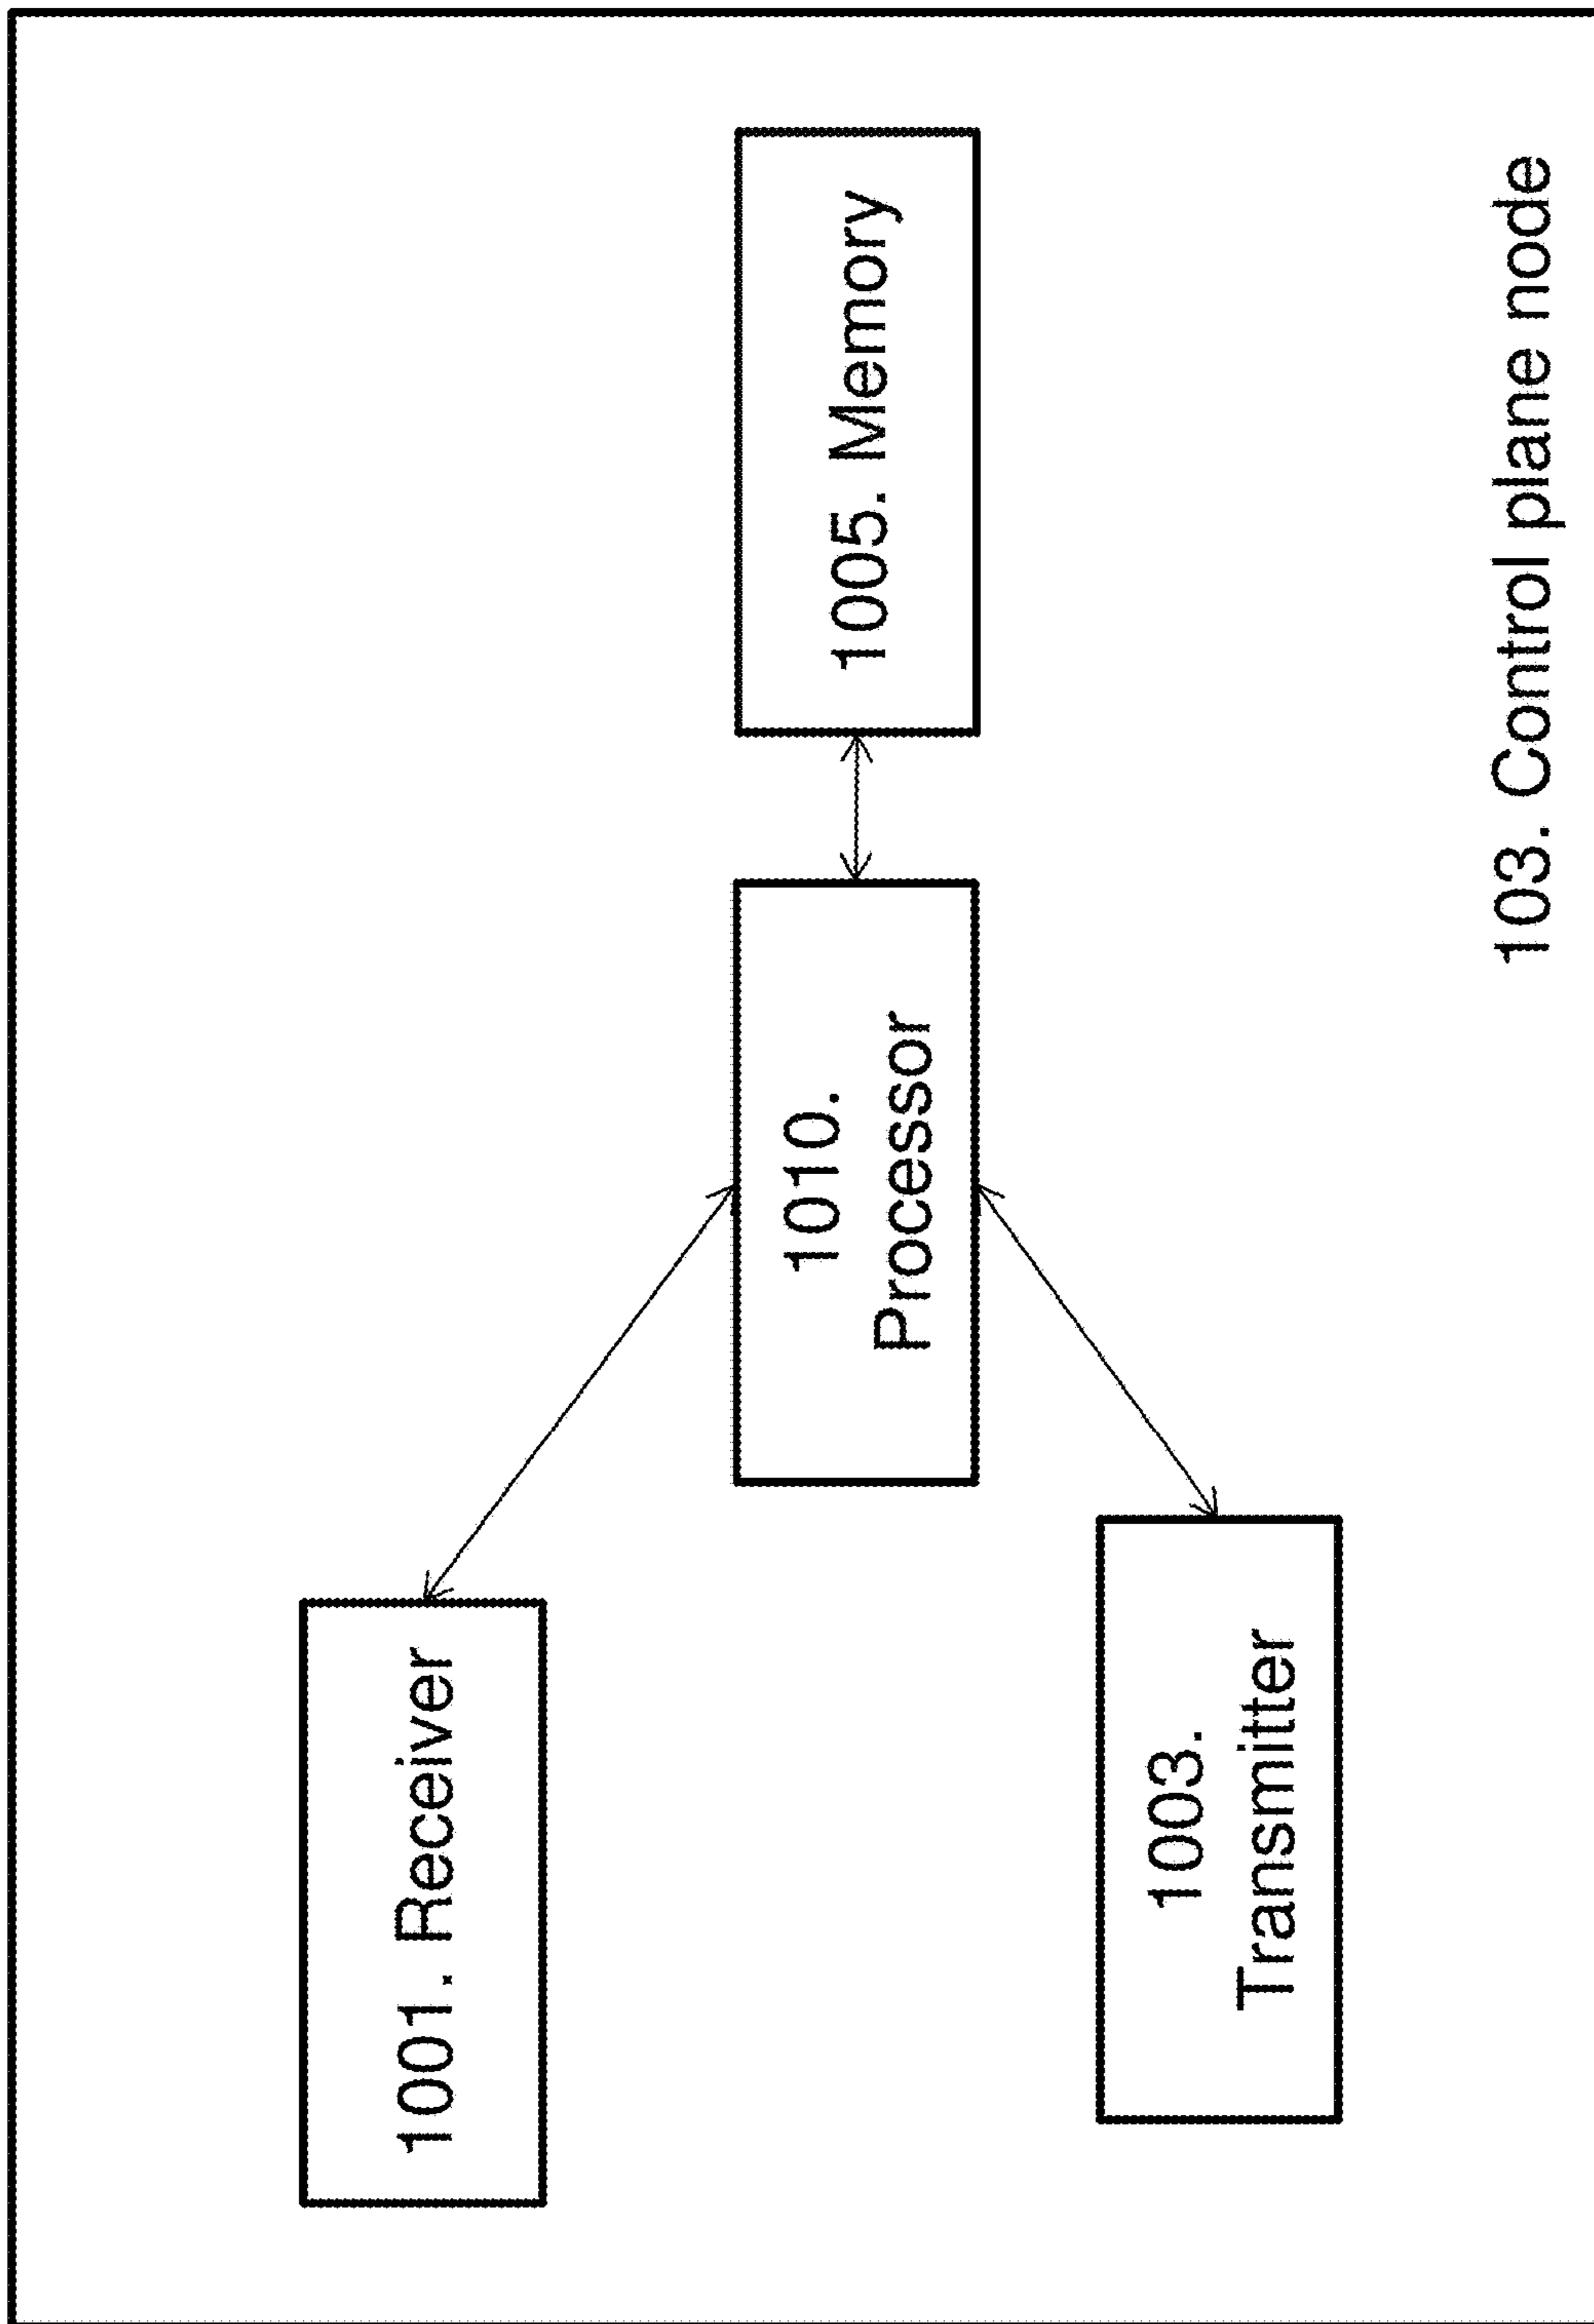 1001. Receiver
1010.
Processor
1005. Memory
1003.
Transmitter
103. Control plane node